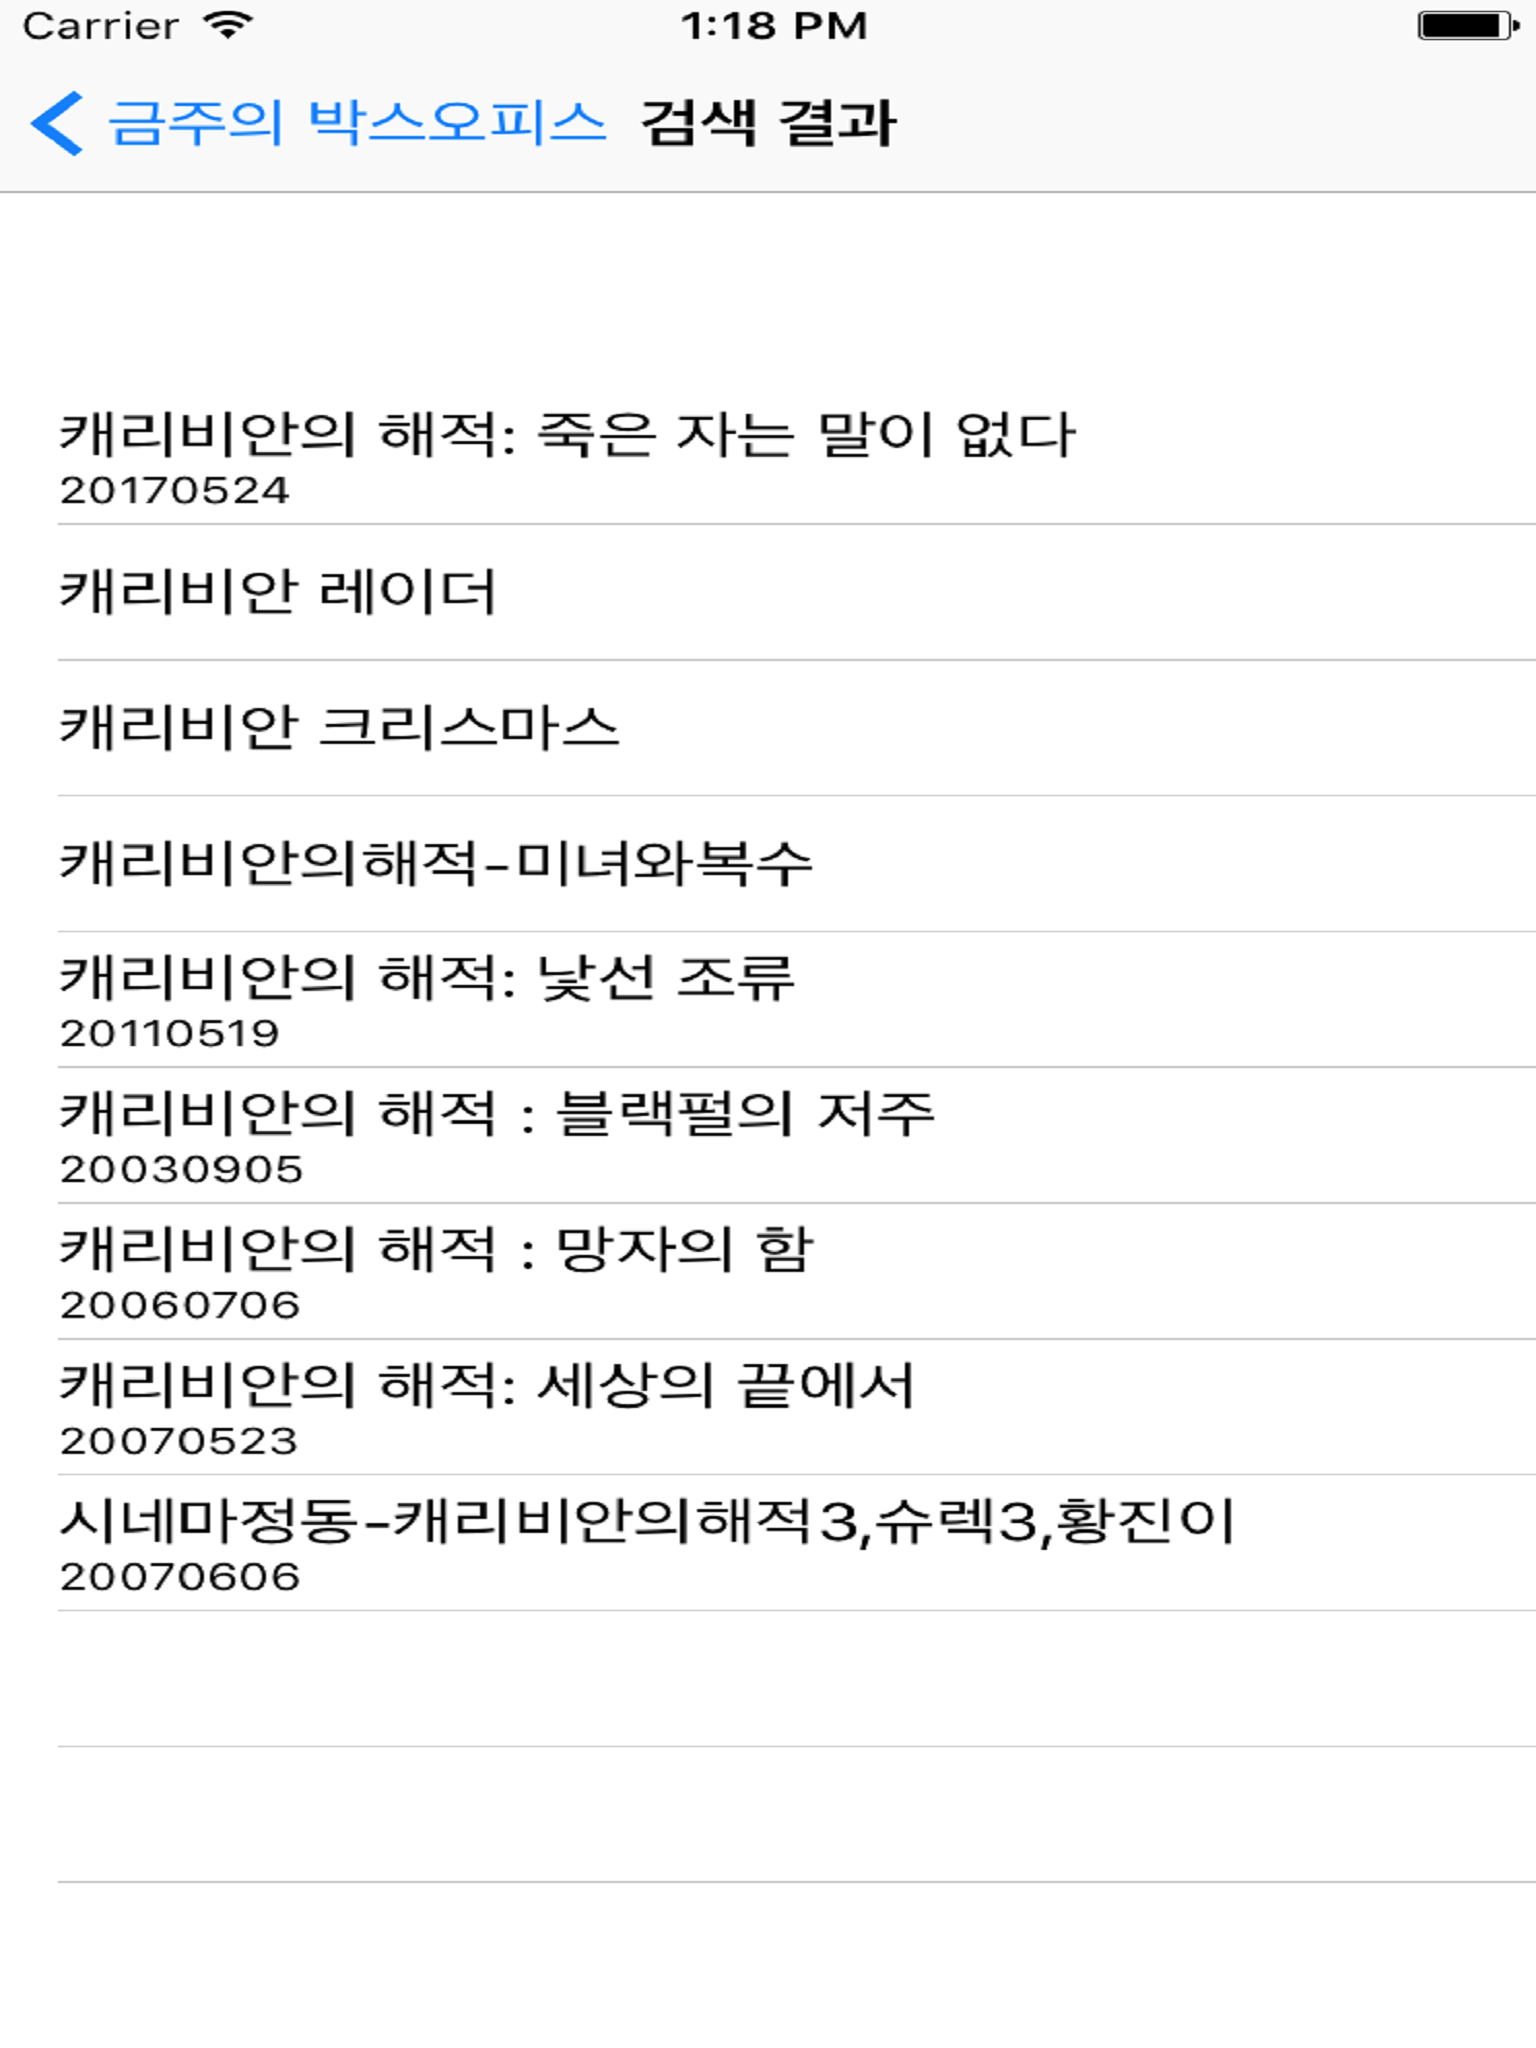 Carrier 1:18 PM
금주의 박스오피스 검색 결과
캐리비안의 해적: 죽은 자는 말이 없다
20170524
캐리비안 레이더
캐리비안 크리스마스
캐리비안의해적-미녀와복수
캐리비안의 해적: 낯선 조류
20110519
캐리비안의 해적 : 블랙펄의 저주
20030905
캐리비안의 해적 : 망자의 함
20060706
캐리비안의 해적: 세상의 끝에서
20070523
시네마정동-캐리비안의해적3,슈렉3,황진이
20070606